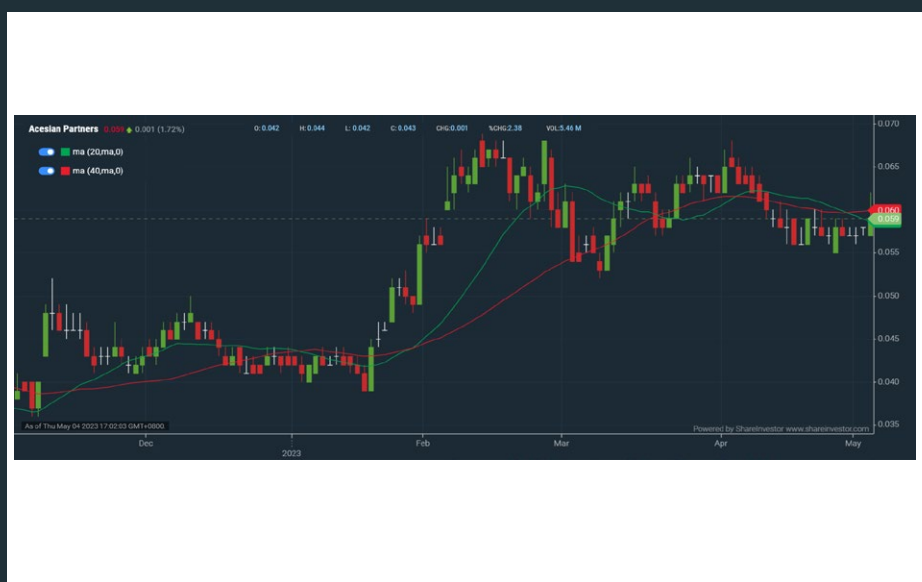 Acesian Partners 0.059 0.001 (1.72%) O: 0.042 H: 0.044 L: 0.042 C: 0.043 CHG:0.001 %CHG:2.38 VOL:5.46 M
ma (20,ma,0)
ma (40,ma,0)
0.070
0.065
0.060
0.059
0.055
0.050
0.045
0.040
0.035
As of Thu May 04 2023 17:02:03 GMT+0800
Powered by ShareInvestor www.shareinvestor.com
Dec 2023 Feb Mar Apr May